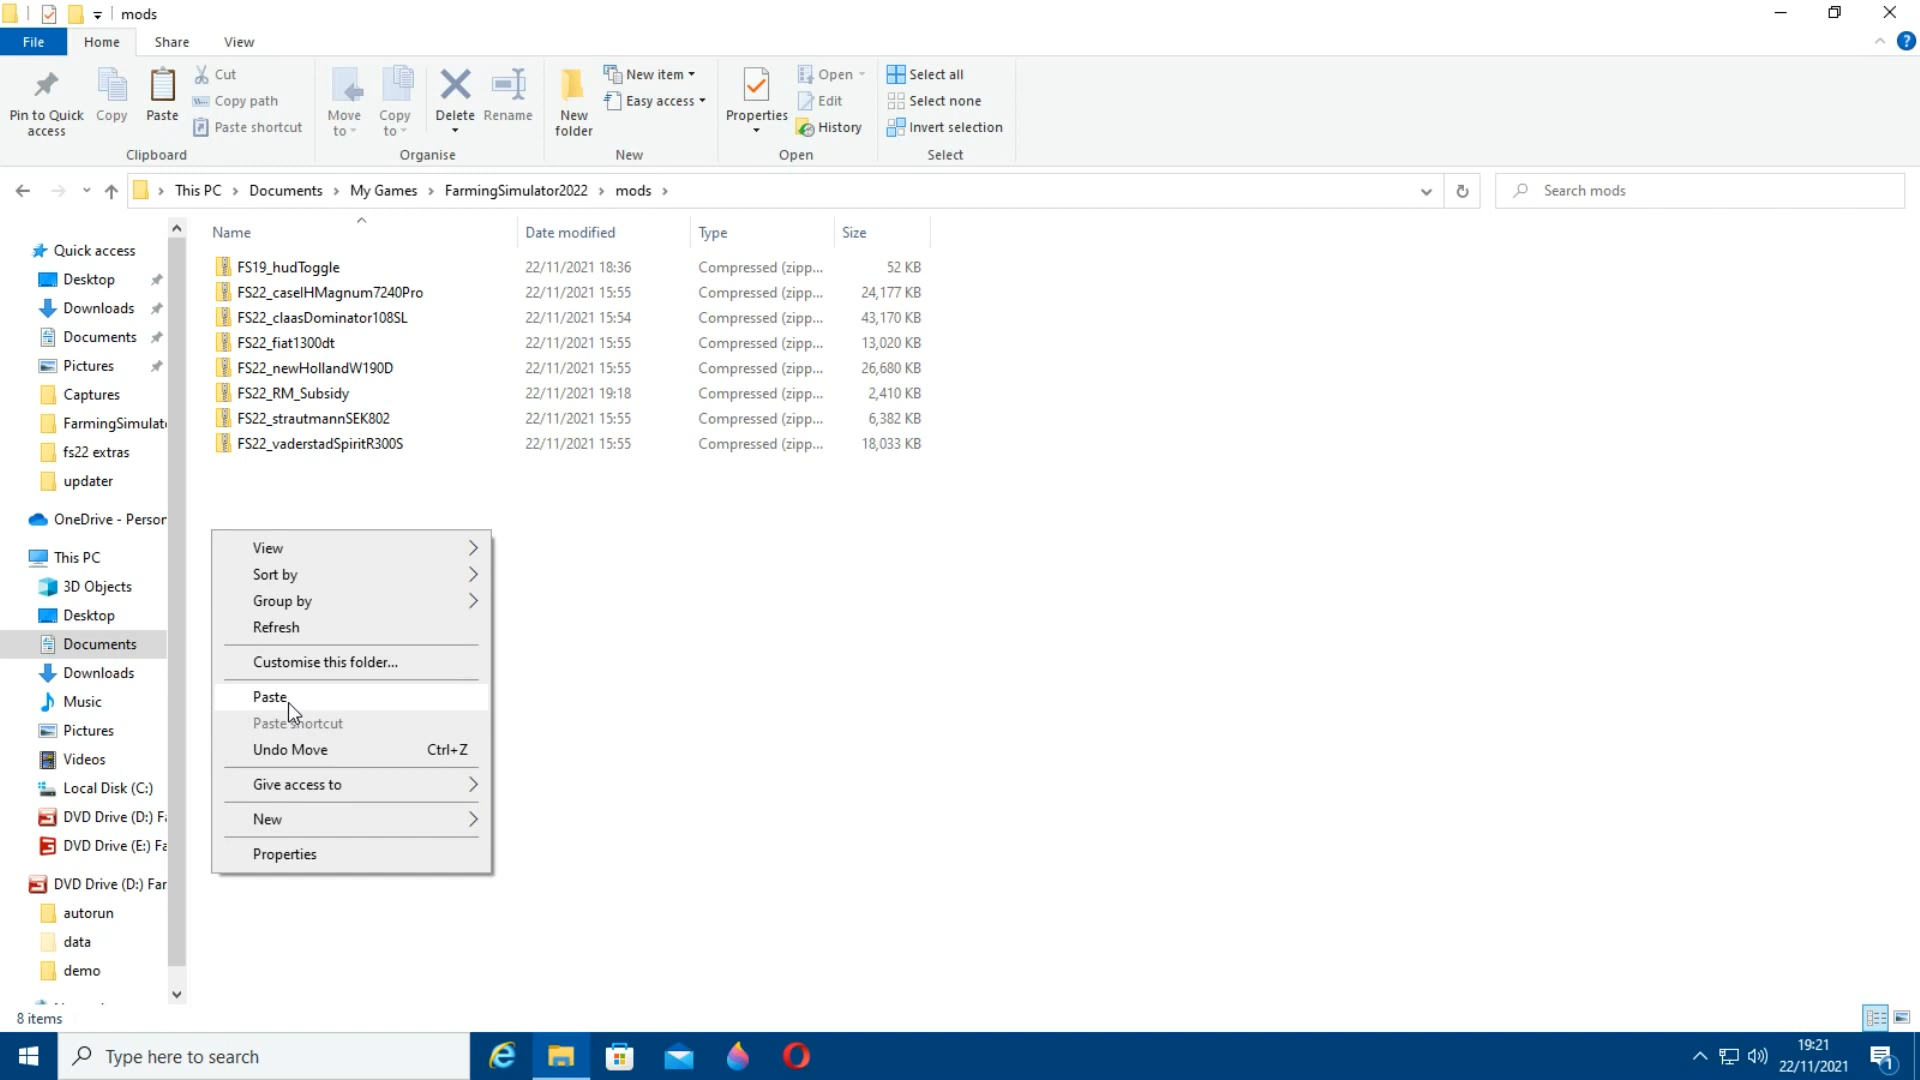 mods
File
Home
Share
View
Pin to Quick access
Copy
Paste
Cut
Copy path
Paste shortcut
Clipboard
Move to
Copy to
Delete
Rename
Organise
New folder
New item
Easy access
New
Properties
Open
Edit
History
Open
Select all
Select none
Invert selection
Select
This PC
Documents
My Games
FarmingSimulator2022
mods
Search mods
Name
Date modified
Type
Size
FS19_hudToggle 22/11/2021 18:36 Compressed (zipp... 52 KB
FS22_caseIHMagnum7240Pro 22/11/2021 15:55 Compressed (zipp... 24,177 KB
FS22_claasDominator108SL 22/11/2021 15:54 Compressed (zipp... 43,170 KB
FS22_fiat1300dt 22/11/2021 15:55 Compressed (zipp... 13,020 KB
FS22_newHollandW190D 22/11/2021 15:55 Compressed (zipp... 26,680 KB
FS22_RM_Subsidy 22/11/2021 19:18 Compressed (zipp... 2,410 KB
FS22_strautmannSEK802 22/11/2021 15:55 Compressed (zipp... 6,382 KB
FS22_vaderstadSpiritR300S 22/11/2021 15:55 Compressed (zipp... 18,033 KB
Quick access
Desktop
Downloads
Documents
Pictures
Captures
FarmingSimulat
fs22 extras
updater
OneDrive - Person
This PC
3D Objects
Desktop
Documents
Downloads
Music
Pictures
Videos
Local Disk (C:)
DVD Drive (D:) Fa
DVD Drive (E:) Fa
DVD Drive (D:) Far
autorun
data
demo
View
Sort by
Group by
Refresh
Customise this folder...
Paste
Paste shortcut
Undo Move Ctrl+Z
Give access to
New
Properties
8 items
Type here to search
19:21
22/11/2021
1